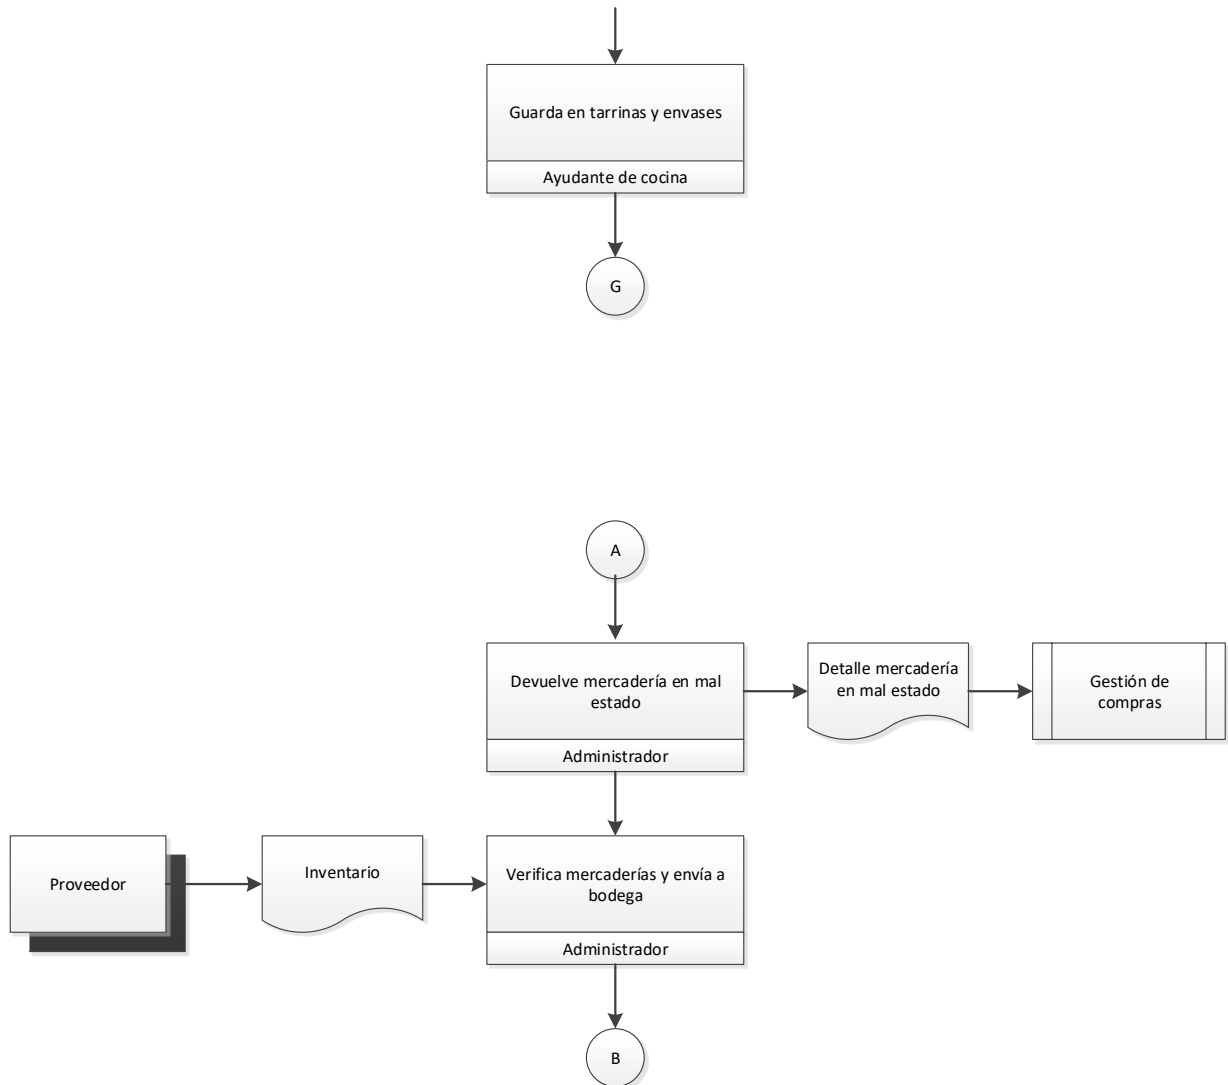 Guarda en tarrinas y envases
Ayudante de cocina
G
A
Devuelve mercadería en mal
estado
Administrador
Detalle mercadería
en mal estado
Gestión de
compras
Proveedor
Inventario
Verifica mercaderías y envía a
bodega
Administrador
B